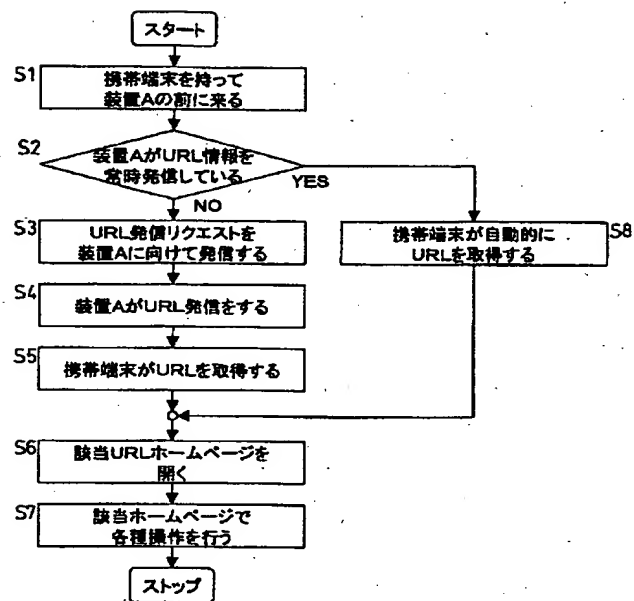 スタート
S1
携帯端末を持って
装置Aの前に来る
S2
装置AがURL情報を
常時発信している
YES
NO
S3
URL発信リクエストを
装置Aに向けて発信する
S8
携帯端末が自動的に
URLを取得する
S4
装置AがURL発信をする
S5
携帯端末がURLを取得する
S6
該当URLホームページを
開く
S7
該当ホームページで
各種操作を行う
ストップ